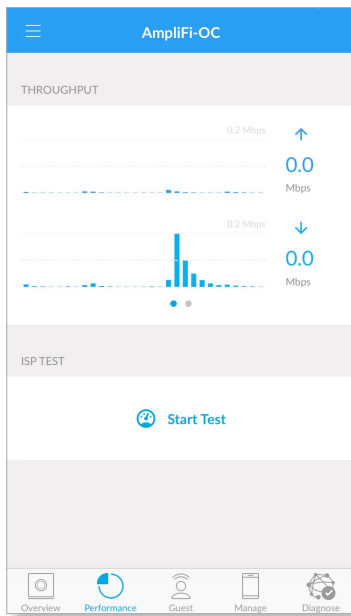 AmpliFi-OC
THROUGHPUT
0.2 Mbps
0.0
Mbps
0.2 Mbps
0.0
Mbps
ISP TEST
Start Test
Overview Performance Guest Manage Diagnose